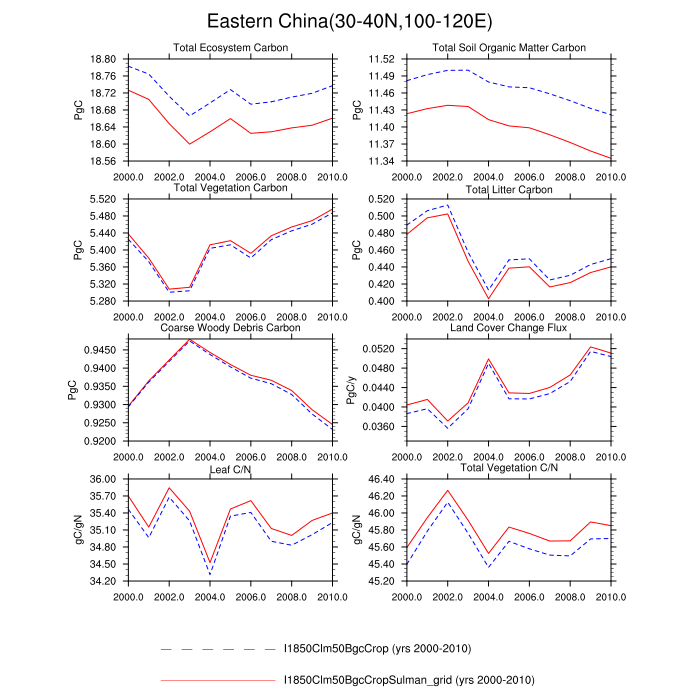 Eastern China(30-40N,100-120E)
Total Ecosystem Carbon
PgC
18.80
18.76
18.72
18.68
18.64
18.60
18.56
2000.0 2002.0 2004.0 2006.0 2008.0 2010.0
Total Soil Organic Matter Carbon
PgC
11.52
11.49
11.46
11.43
11.40
11.37
11.34
2000.0 2002.0 2004.0 2006.0 2008.0 2010.0
Total Vegetation Carbon
PgC
5.520
5.480
5.440
5.400
5.360
5.320
5.280
2000.0 2002.0 2004.0 2006.0 2008.0 2010.0
Total Litter Carbon
PgC
0.520
0.500
0.480
0.460
0.440
0.420
0.400
2000.0 2002.0 2004.0 2006.0 2008.0 2010.0
Coarse Woody Debris Carbon
PgC
0.9450
0.9400
0.9350
0.9300
0.9250
0.9200
2000.0 2002.0 2004.0 2006.0 2008.0 2010.0
Land Cover Change Flux
PgC/y
0.0520
0.0480
0.0440
0.0400
0.0360
2000.0 2002.0 2004.0 2006.0 2008.0 2010.0
Leaf C/N
gC/gN
36.00
35.70
35.40
35.10
34.80
34.50
34.20
2000.0 2002.0 2004.0 2006.0 2008.0 2010.0
Total Vegetation C/N
gC/gN
46.40
46.20
46.00
45.80
45.60
45.40
45.20
2000.0 2002.0 2004.0 2006.0 2008.0 2010.0
I1850Clm50BgcCrop (yrs 2000-2010)
I1850Clm50BgcCropSulman_grid (yrs 2000-2010)